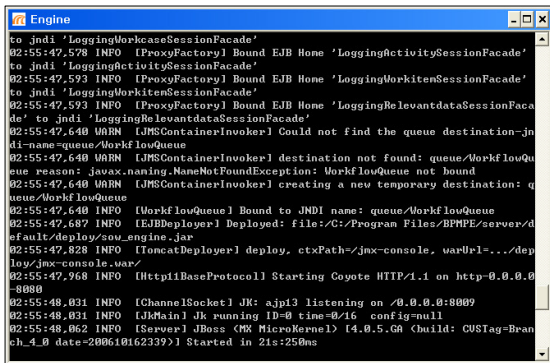 Engine
to jndi 'LoggingWorkcaseSessionFacade'
02:55:47,578 INFO  [ProxyFactory] Bound EJB Home 'LoggingActivitySessionFacade'
to jndi 'LoggingActivitySessionFacade'
02:55:47,593 INFO  [ProxyFactory] Bound EJB Home 'LoggingWorkitemSessionFacade'
to jndi 'LoggingWorkitemSessionFacade'
02:55:47,593 INFO  [ProxyFactory] Bound EJB Home 'LoggingRelevantdataSessionFaca
de' to jndi 'LoggingRelevantdataSessionFacade'
02:55:47,640 WARN  [JMSContainerInvoker] Could not find the queue destination-jn
di-name=queue/WorkflowQueue
02:55:47,640 WARN  [JMSContainerInvoker] destination not found: queue/WorkflowQu
eue reason: javax.naming.NameNotFoundException: WorkflowQueue not bound
02:55:47,640 WARN  [JMSContainerInvoker] creating a new temporary destination: q
ueue/WorkflowQueue
02:55:47,640 INFO  [WorkflowQueue] Bound to JNDI name: queue/WorkflowQueue
02:55:47,687 INFO  [EJBDeployer] Deployed: file:/C:/Program Files/BPMPE/server/d
efault/deploy/sow_engine.jar
02:55:47,828 INFO  [TomcatDeployer] deploy, ctxPath=/jmx-console, warUrl=.../dep
loy/jmx-console.war/
02:55:47,968 INFO  [Http11BaseProtocol] Starting Coyote HTTP/1.1 on http-0.0.0.0
-8080
02:55:48,031 INFO  [ChannelSocket] JK: ajp13 listening on /0.0.0.0:8009
02:55:48,031 INFO  [JkMain] Jk running ID=0 time=0/16  config=null
02:55:48,062 INFO  [Server] JBoss (MX MicroKernel) [4.0.5.GA (build: CVSTag=Bran
ch_4_0 date=200610162339)] Started in 21s:250ms